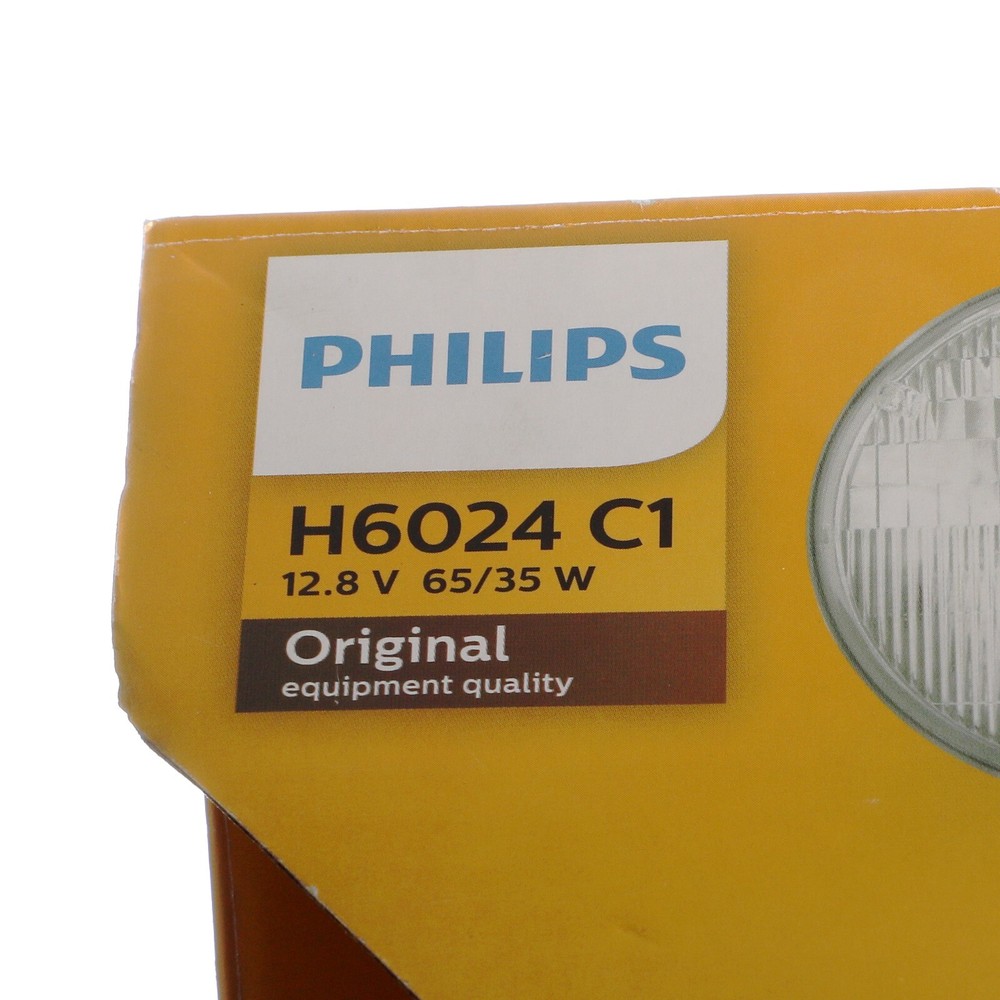 PHILIPS
H6024 C1
12.8 V 65/35 W
Original
equipment quality